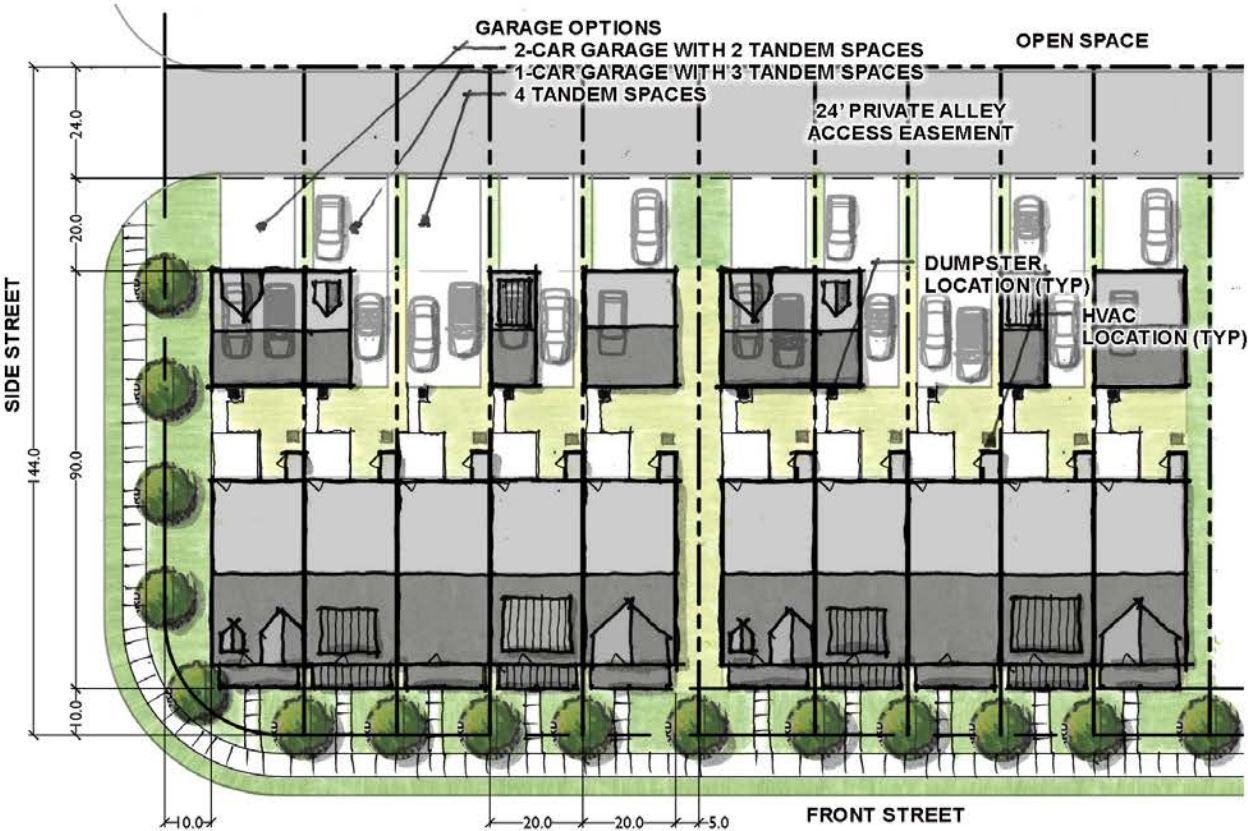 GARAGE OPTIONS
2-CAR GARAGE WITH 2 TANDEM SPACES
1-CAR GARAGE WITH 3 TANDEM SPACES
4 TANDEM SPACES
OPEN SPACE
24' PRIVATE ALLEY
ACCESS EASEMENT
DUMPSTER
LOCATION (TYP)
HVAC
LOCATION (TYP)
SIDE STREET
144.0
24.0
20.0
90.0
10.0
10.0
20.0
20.0
5.0
FRONT STREET